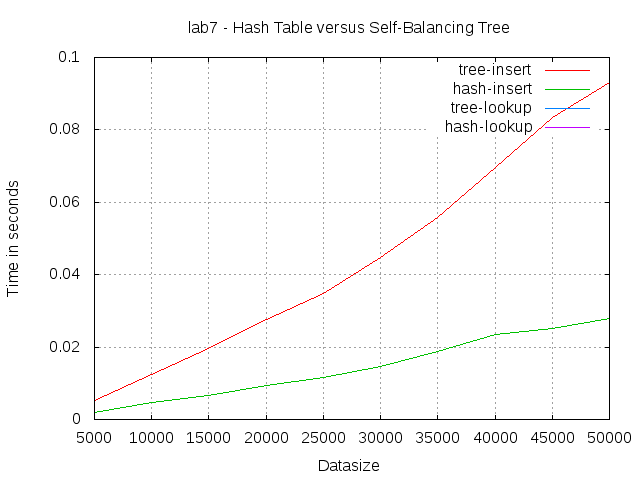 lab7 - Hash Table versus Self-Balancing Tree
0.1
0.08
0.06
0.04
0.02
0
Time in seconds
tree-insert
hash-insert
tree-lookup
hash-lookup
5000 10000 15000 20000 25000 30000 35000 40000 45000 50000
Datasize